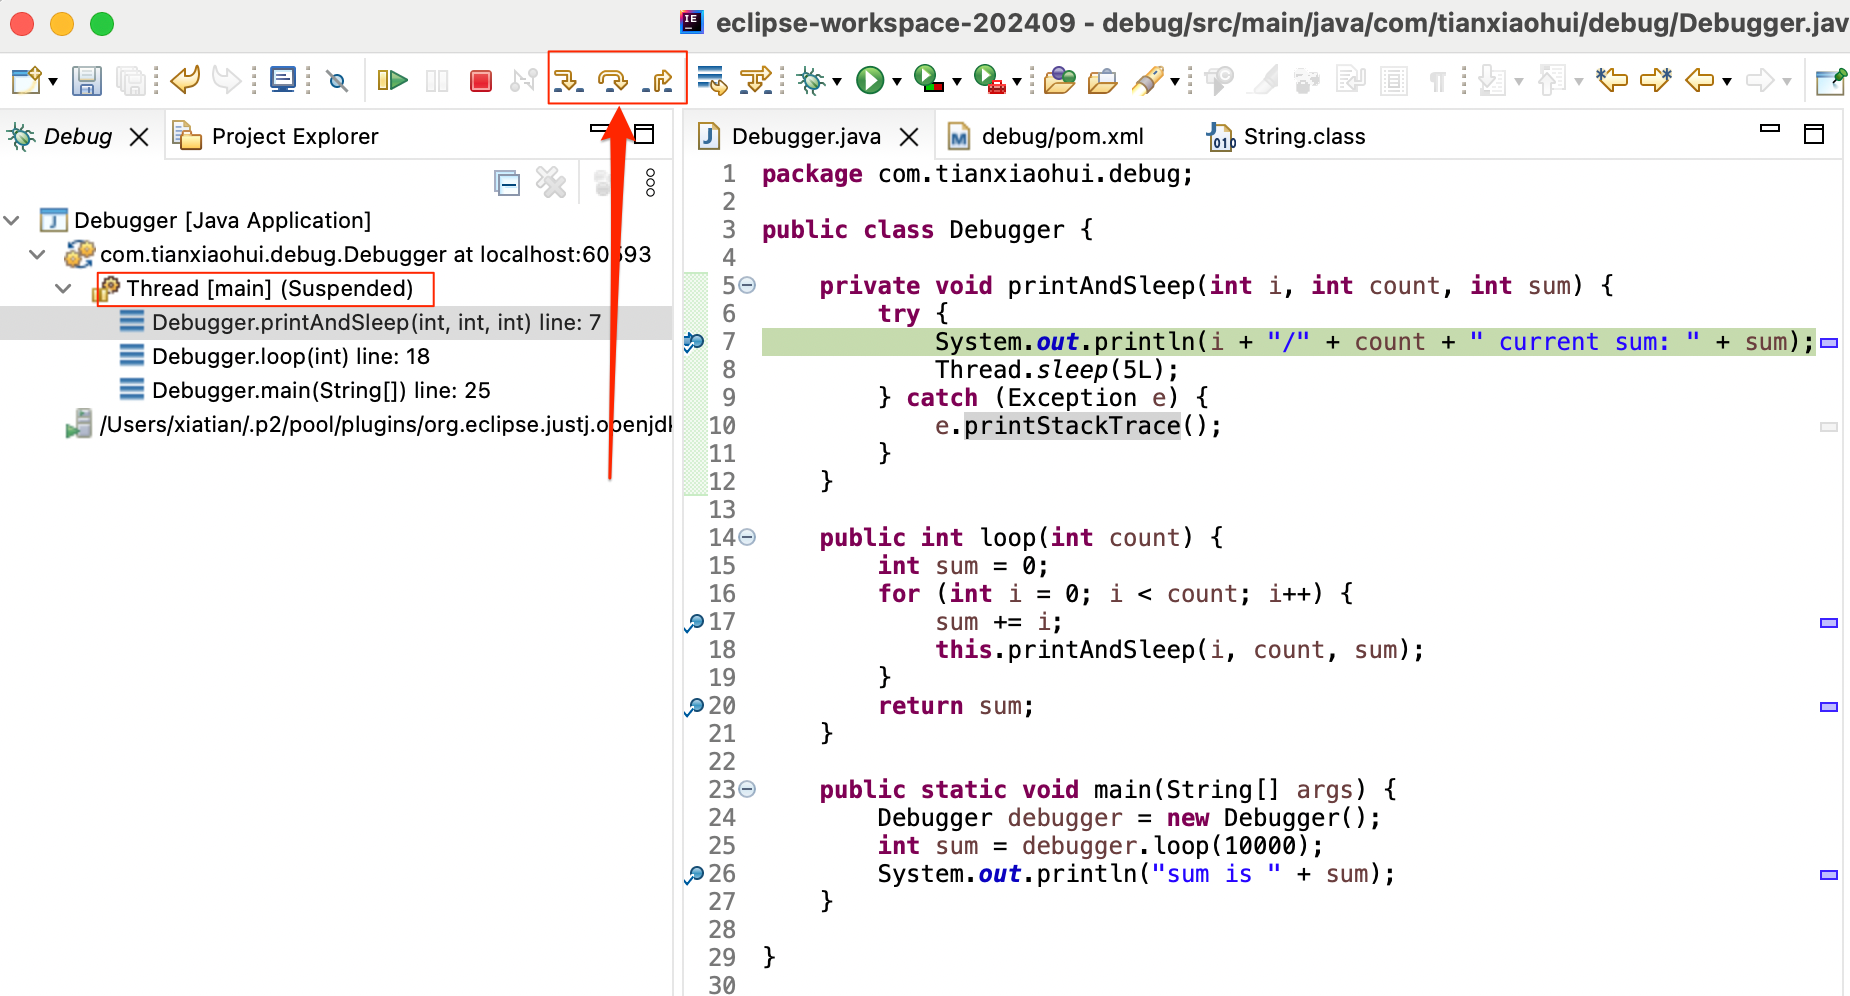 eclipse-workspace-202409 - debug/src/main/java/com/tianxiaohui/debug/Debugger.jav
Debug
Project Explorer
Debugger [Java Application]
com.tianxiaohui.debug.Debugger at localhost:60593
Thread [main] (Suspended)
Debugger.printAndSleep(int, int, int) line: 7
Debugger.loop(int) line: 18
Debugger.main(String[]) line: 25
/Users/xiatian/.p2/pool/plugins/org.eclipse.justj.openjdk
Debugger.java
debug/pom.xml
String.class
1 package com.tianxiaohui.debug;
2
3 public class Debugger {
4
5 private void printAndSleep(int i, int count, int sum) {
6 try {
7 System.out.println(i + "/" + count + " current sum: " + sum);
8 Thread.sleep(5L);
9 } catch (Exception e) {
10 e.printStackTrace();
11 }
12 }
13
14 public int loop(int count) {
15 int sum = 0;
16 for (int i = 0; i < count; i++) {
17 sum += i;
18 this.printAndSleep(i, count, sum);
19 }
20 return sum;
21 }
22
23 public static void main(String[] args) {
24 Debugger debugger = new Debugger();
25 int sum = debugger.loop(10000);
26 System.out.println("sum is " + sum);
27 }
28
29 }
30